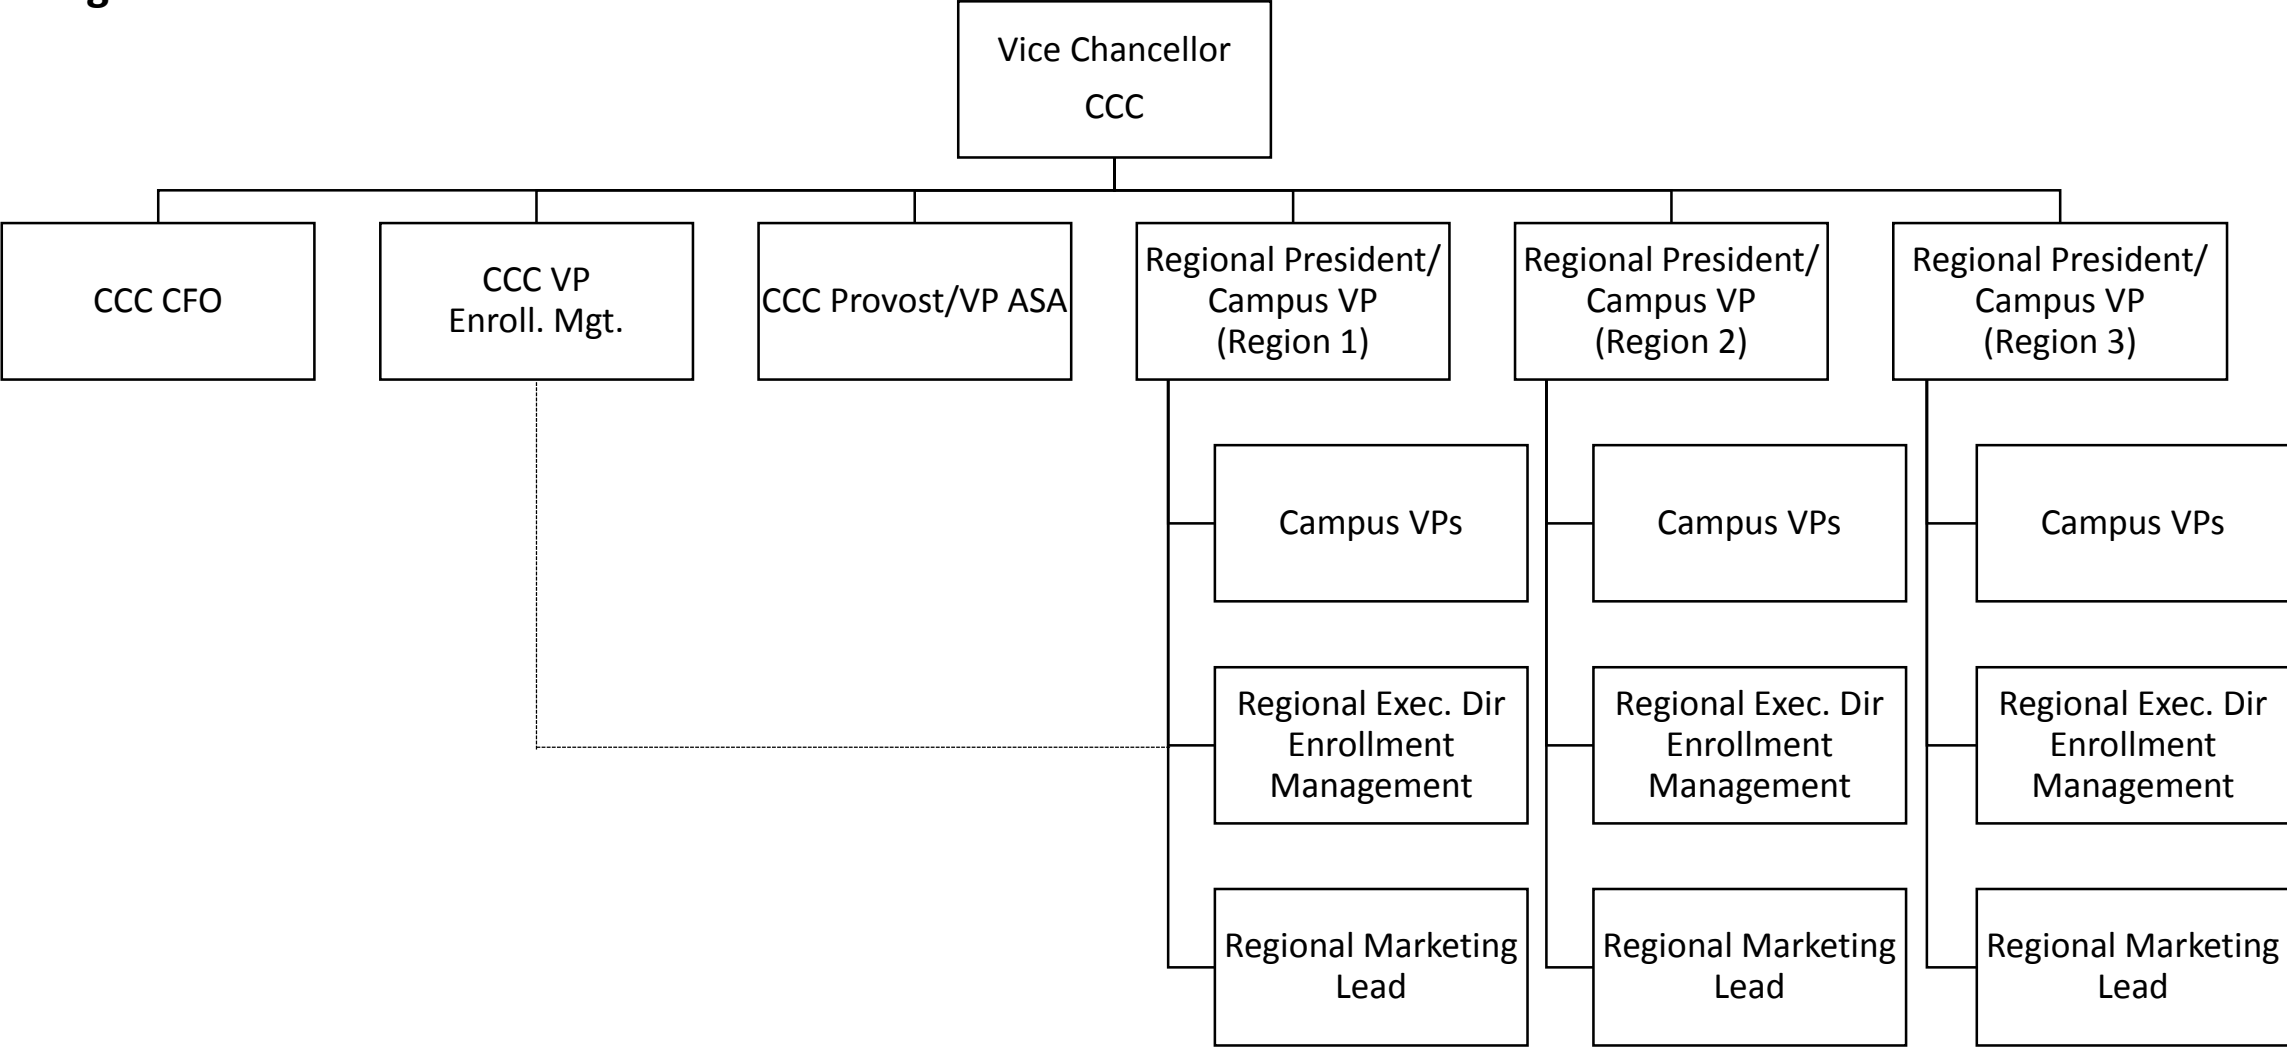 Vice Chancellor
CCC
CCC CFO
CCC VP
Enroll. Mgt.
CCC Provost/VP ASA
Regional President/
Campus VP
(Region 1)
Regional President/
Campus VP
(Region 2)
Regional President/
Campus VP
(Region 3)
Campus VPs
Campus VPs
Campus VPs
Regional Exec. Dir
Enrollment
Management
Regional Exec. Dir
Enrollment
Management
Regional Exec. Dir
Enrollment
Management
Regional Marketing
Lead
Regional Marketing
Lead
Regional Marketing
Lead